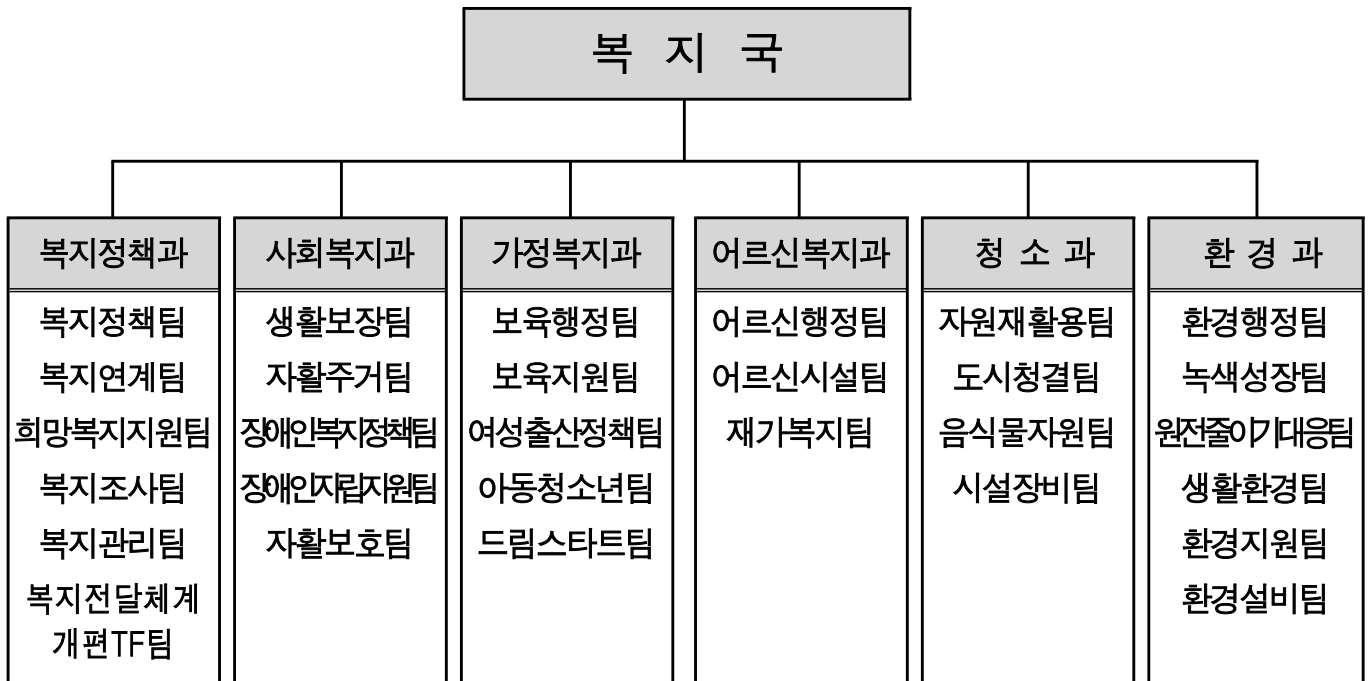 복 지 국
복지정책과
복지정책팀
복지연계팀
희망복지지원팀
복지조사팀
복지관리팀
복지전달체계
개편TF팀
사회복지과
생활보장팀
자활주거팀
장애인복지정책팀
장애인자립지원팀
자활보호팀
가정복지과
보육행정팀
보육지원팀
여성출산정책팀
아동청소년팀
드림스타트팀
어르신복지과
어르신행정팀
어르신시설팀
재가복지팀
청 소 과
자원재활용팀
도시청결팀
음식물자원팀
시설장비팀
환 경 과
환경행정팀
녹색성장팀
원전줄이기대응팀
생활환경팀
환경지원팀
환경설비팀